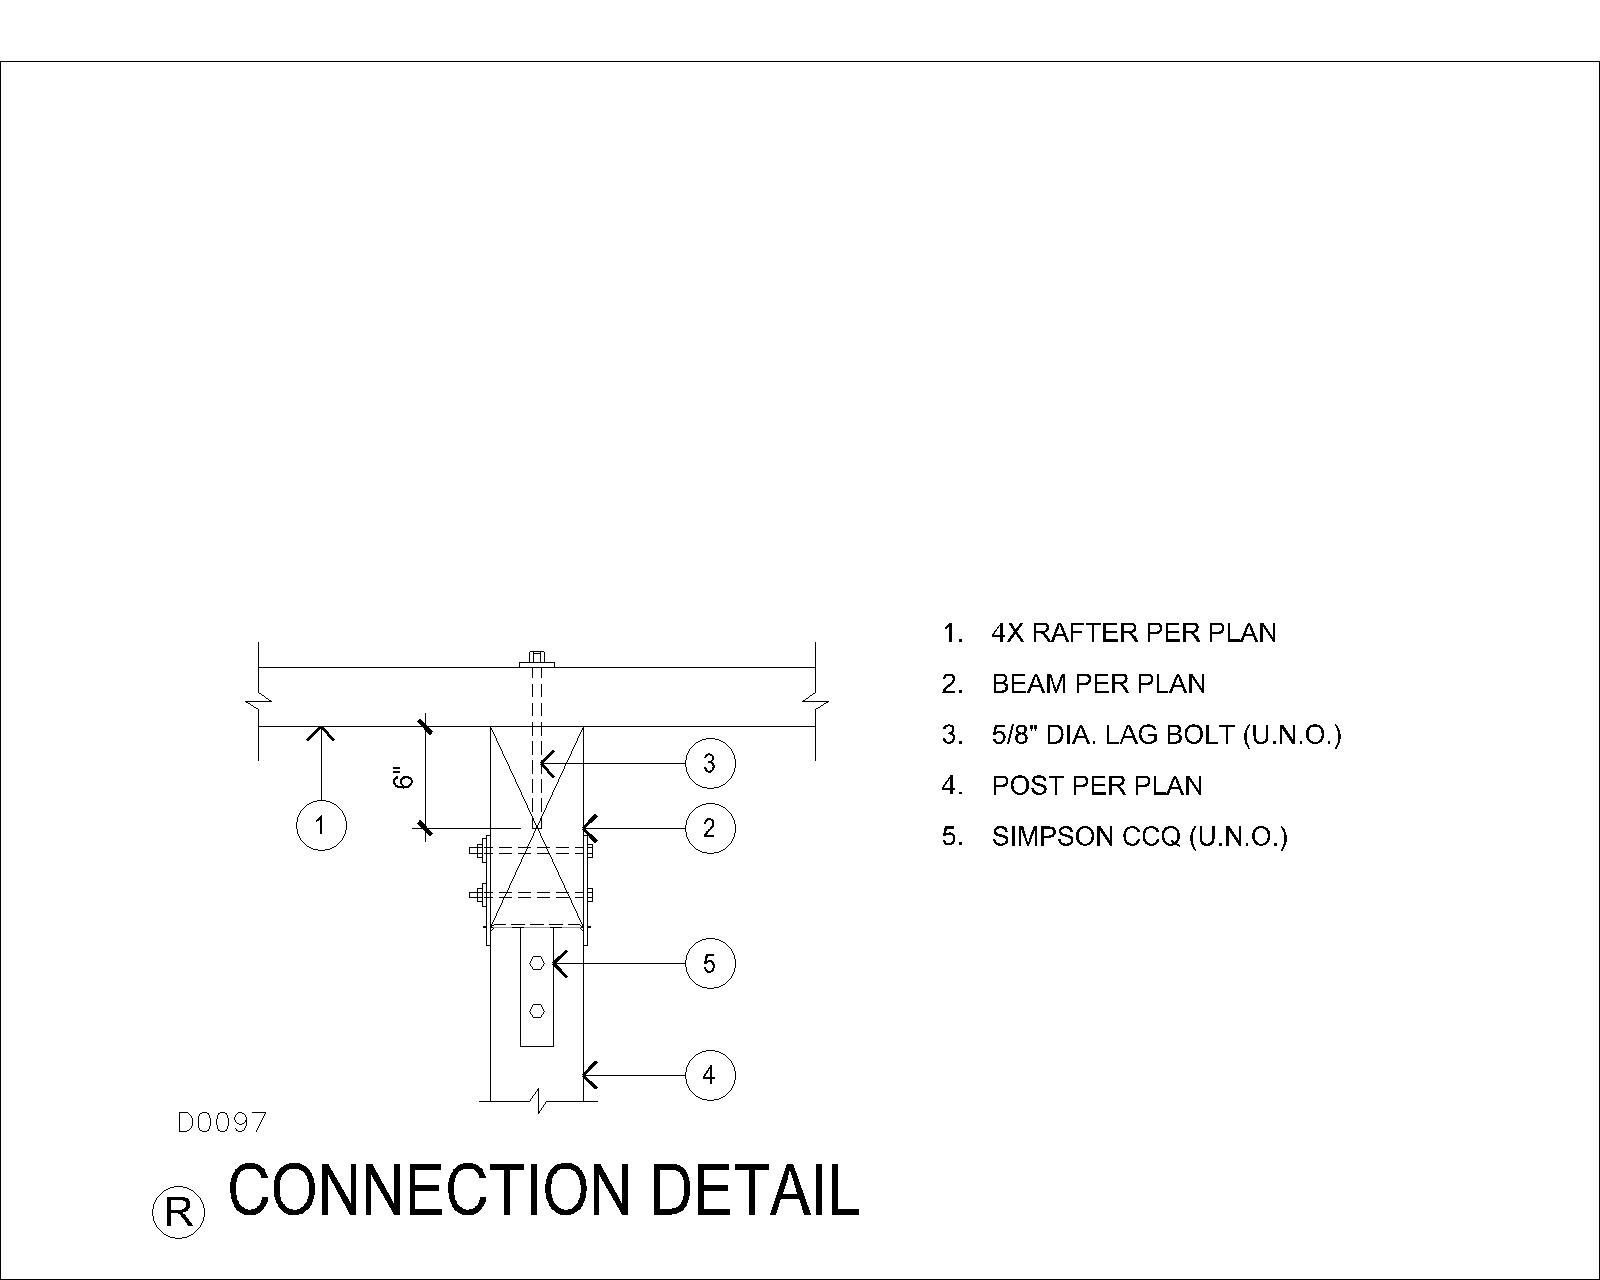 1. 4X RAFTER PER PLAN
2. BEAM PER PLAN
3. 5/8" DIA. LAG BOLT (U.N.O.)
4. POST PER PLAN
5. SIMPSON CCQ (U.N.O.)
6"
3
1
2
5
4
D0097
R CONNECTION DETAIL